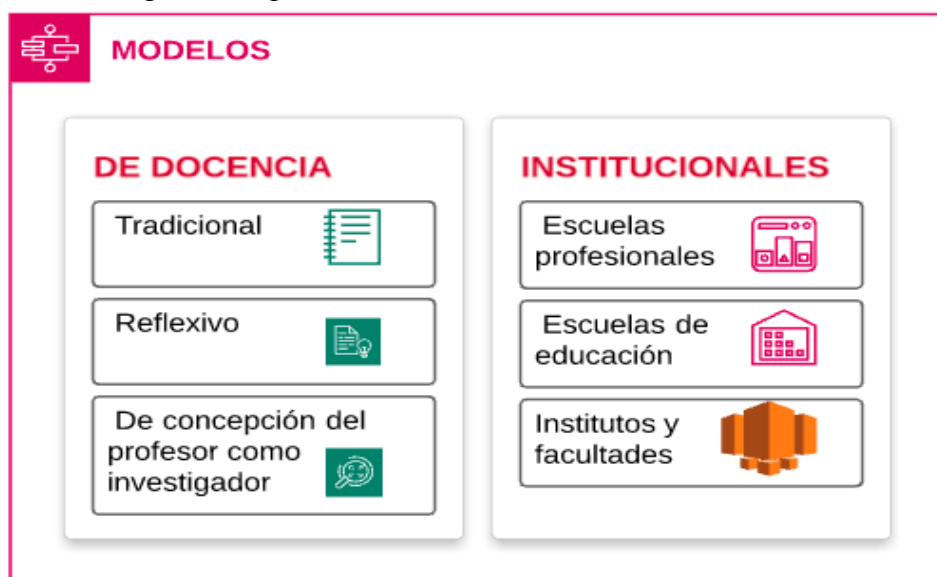 MODELOS
DE DOCENCIA
Tradicional
Reflexivo
De concepción del
profesor como
investigador
INSTITUCIONALES
Escuelas
profesionales
Escuelas de
educación
Institutos y
facultades